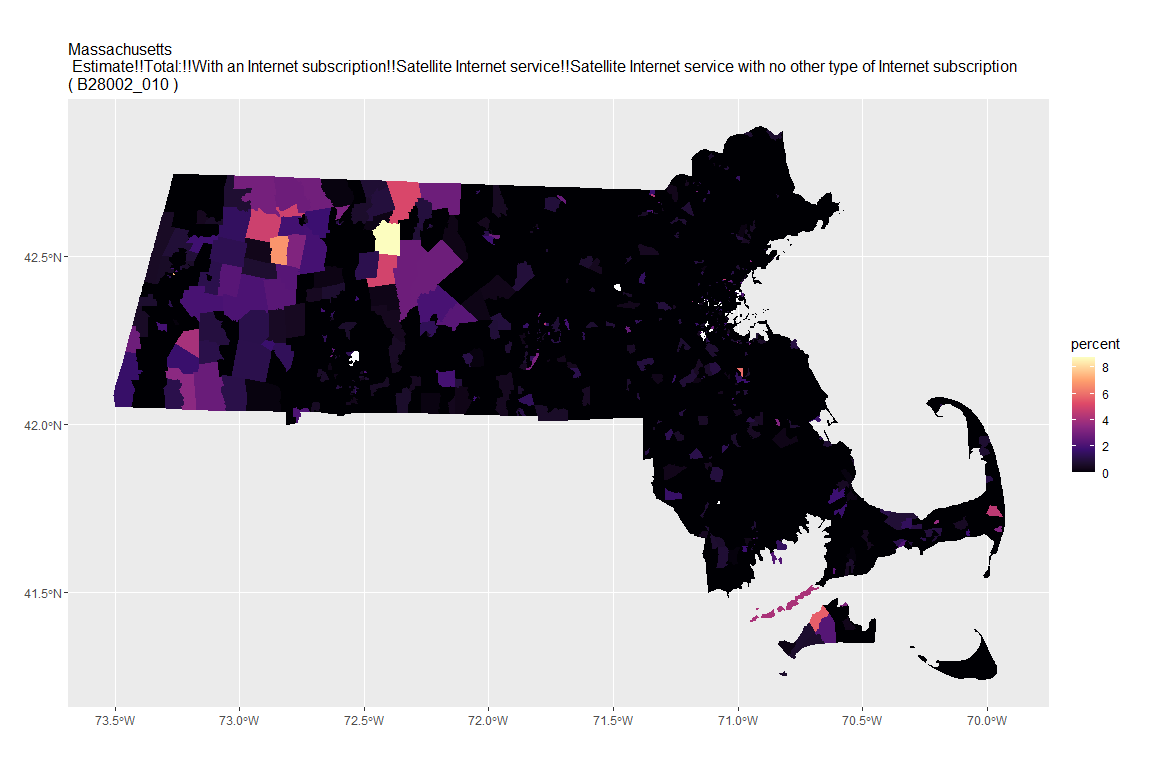 Massachusetts
Estimate!!Total:!!With an Internet subscription!!Satellite Internet service!!Satellite Internet service with no other type of Internet subscription
( B28002_010 )
42.5°N
42.0°N
41.5°N
73.5°W
73.0°W
72.5°W
72.0°W
71.5°W
71.0°W
70.5°W
70.0°W
percent
8
6
4
2
0